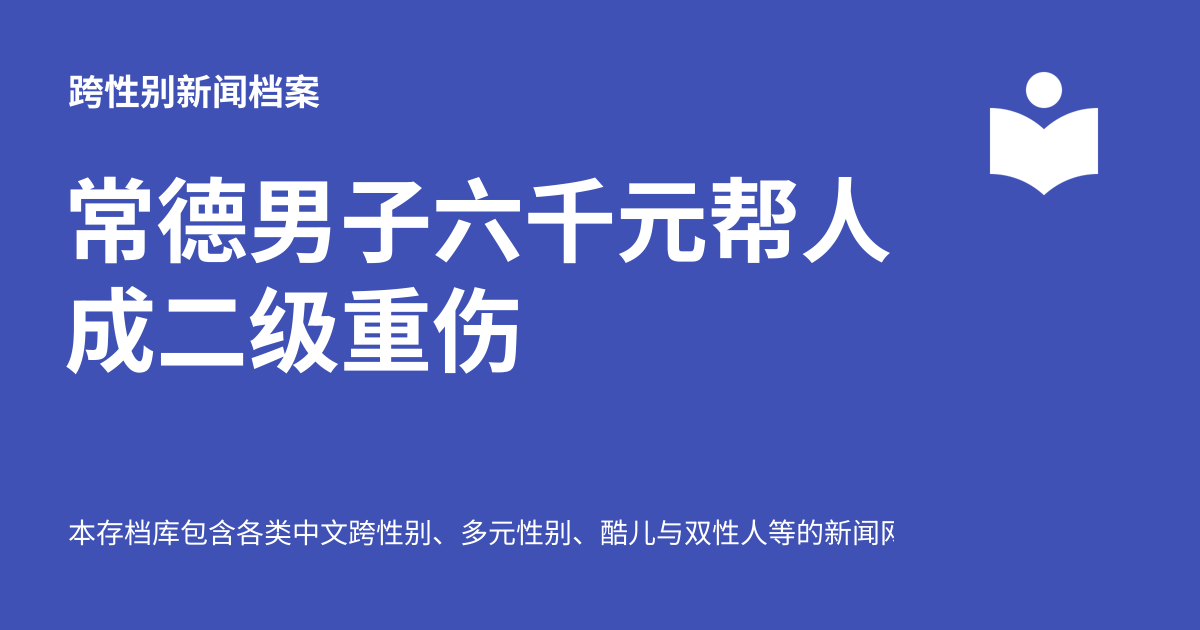 跨性别新闻档案
常德男子六千元帮人
成二级重伤
本存档库包含各类中文跨性别、多元性别、酷儿与双性人等的新闻